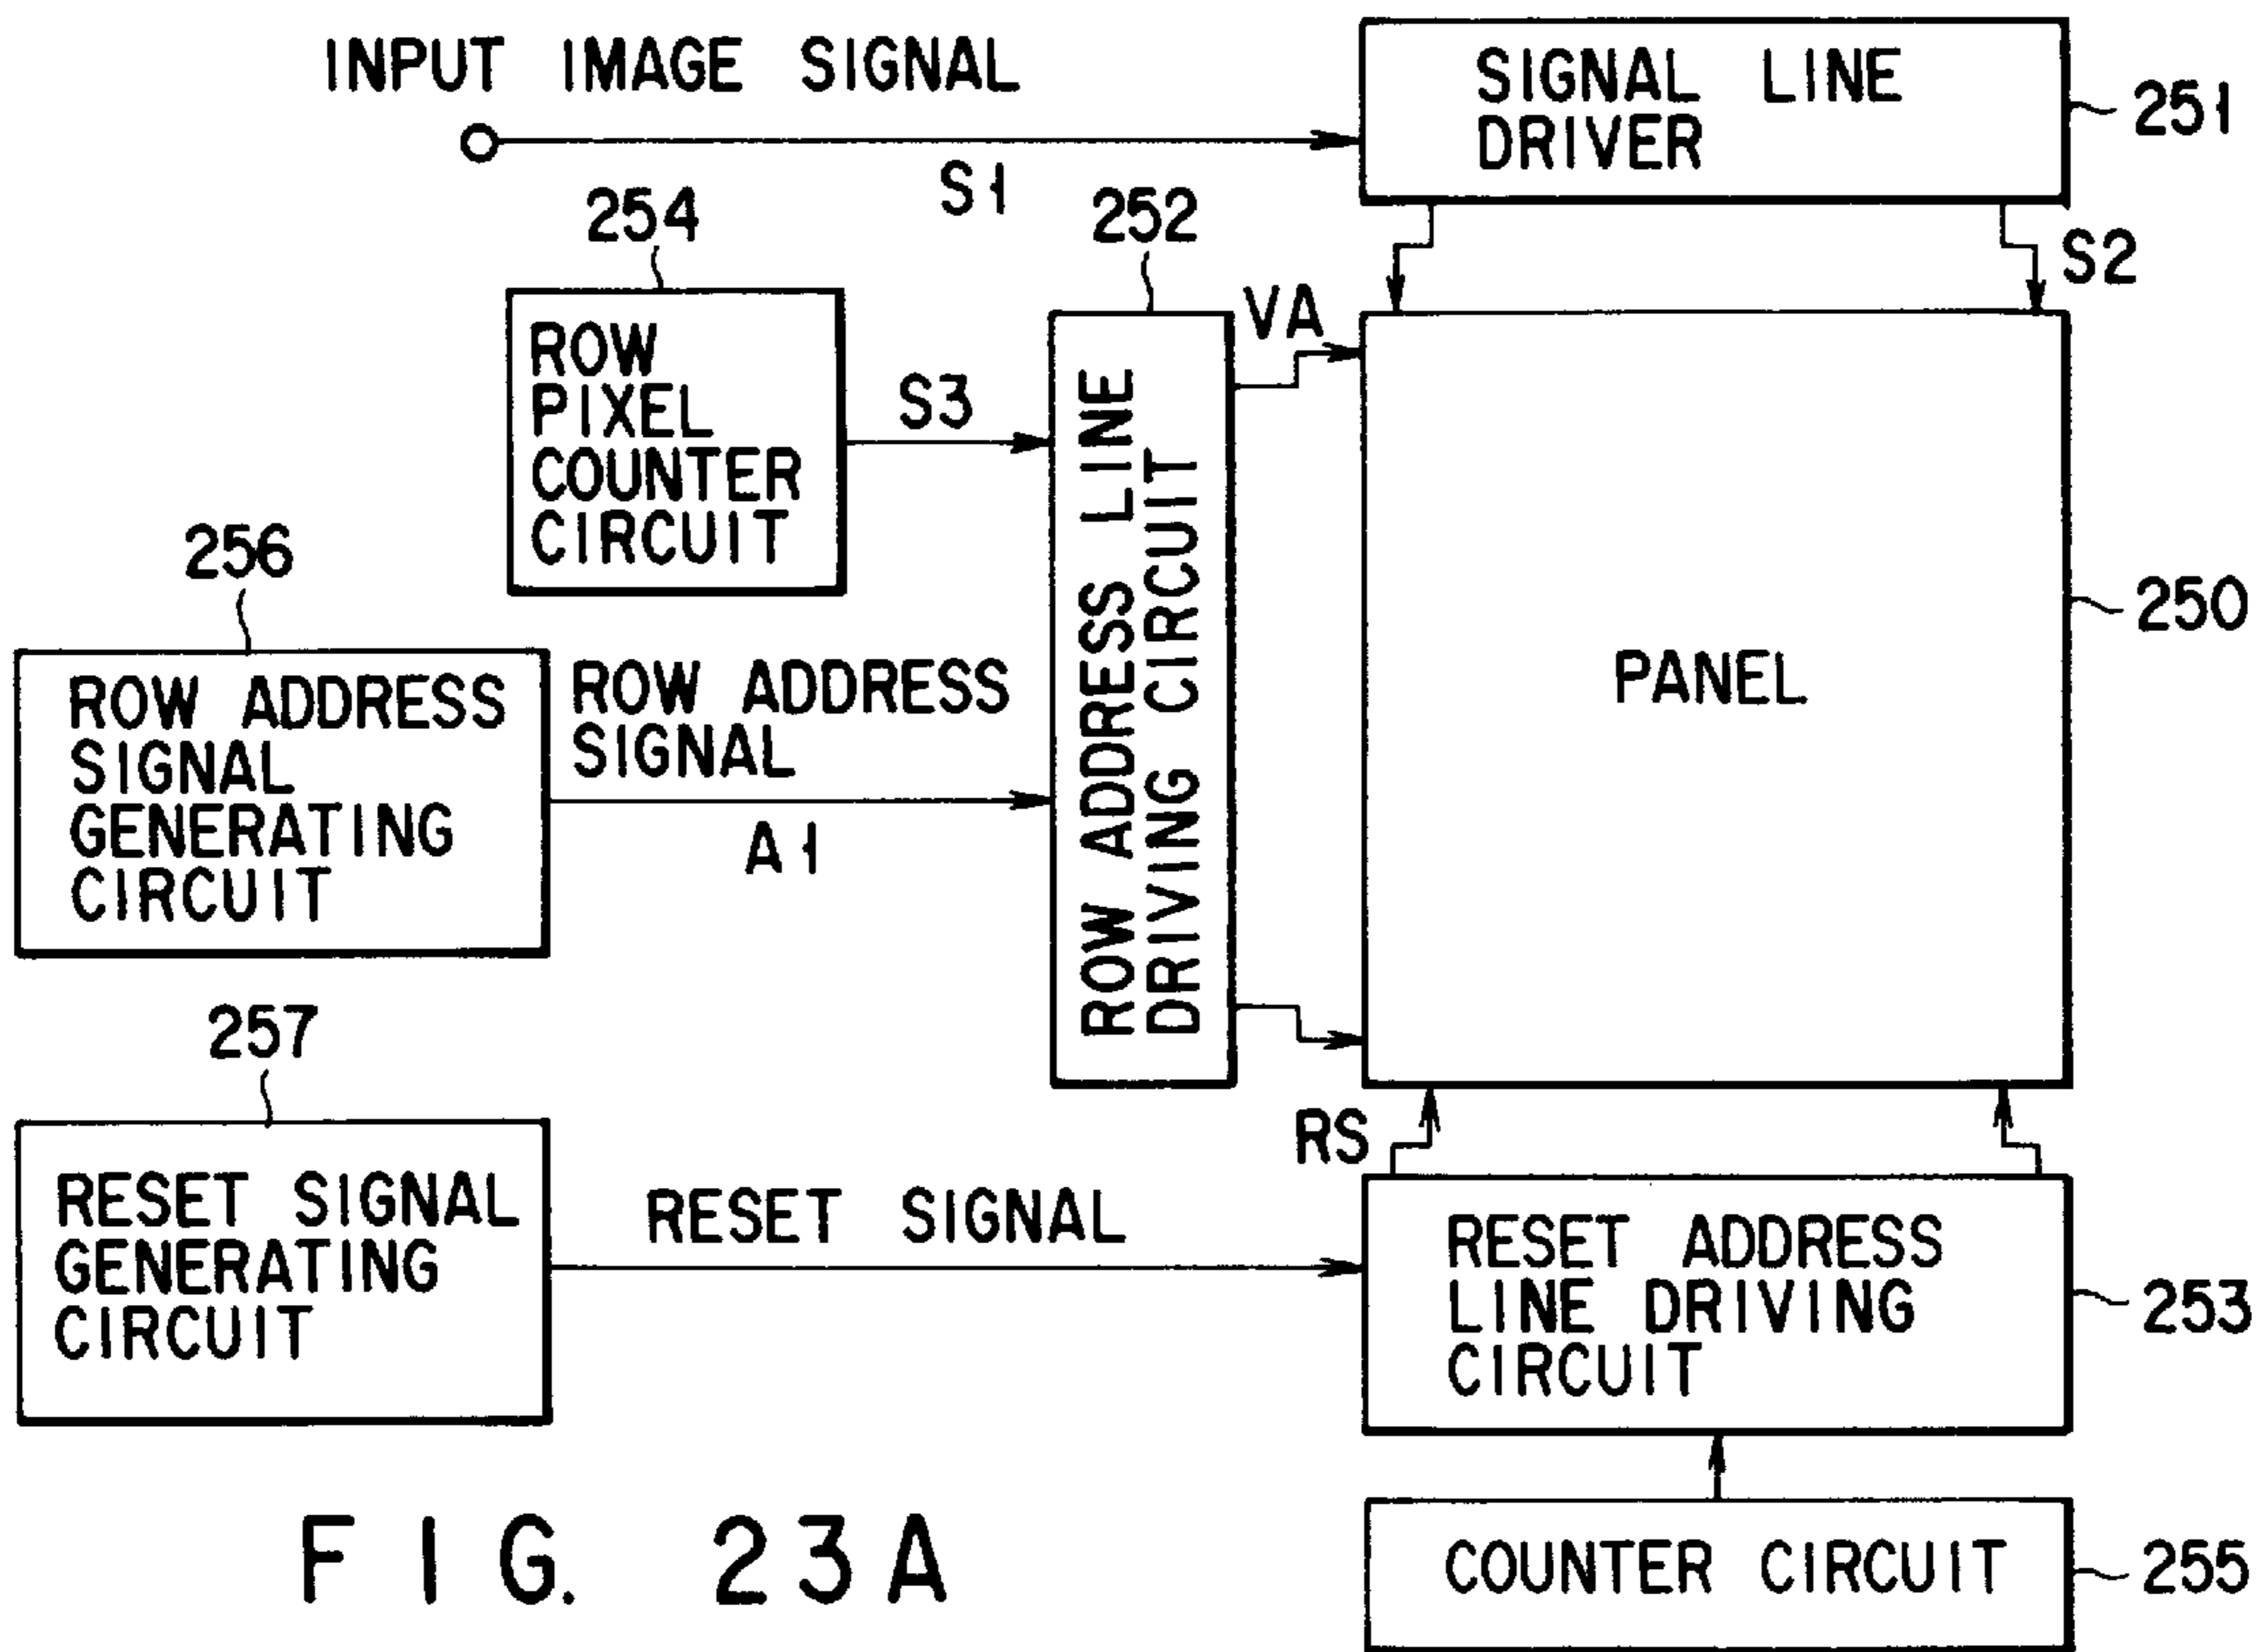 INPUT IMAGE SIGNAL
S1
SIGNAL LINE
DRIVER
251
S2
254
ROW
PIXEL
COUNTER
CIRCUIT
S3
252
ROW ADDRESS LINE
DRIVING CIRCUIT
VA
PANEL
250
256
ROW ADDRESS
SIGNAL
GENERATING
CIRCUIT
ROW ADDRESS
SIGNAL
A1
257
RESET SIGNAL
GENERATING
CIRCUIT
RESET SIGNAL
RS
RESET ADDRESS
LINE DRIVING
CIRCUIT
253
COUNTER CIRCUIT
255
FIG. 23A